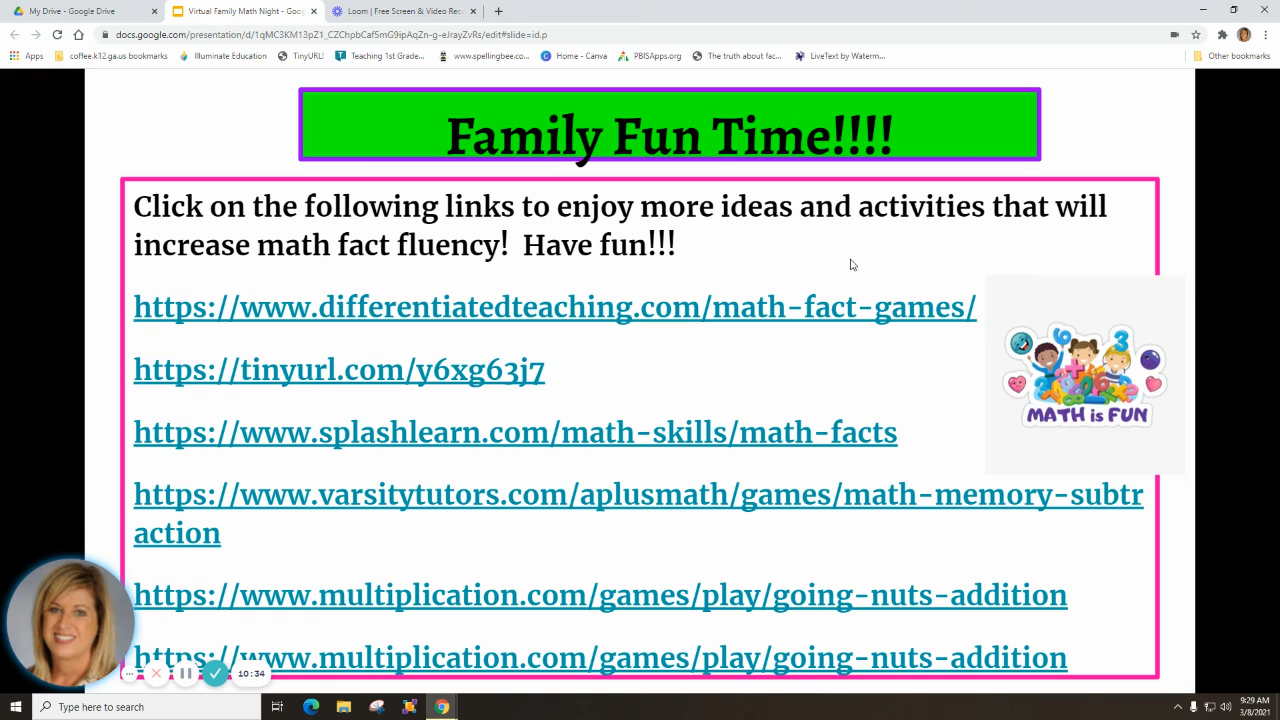 My Drive - Google Drive
Virtual Family Math Night - Goog
Loom | Free Screen & Video Rec
docs.google.com/presentation/d/1qMC3KM13pZ1_CZChpbCaf5mG9ipAqZn-g-eJrayZvRs/edit#slide=id.p
Apps
coffee.k12.ga.us bookmarks
Illuminate Education
TinyURL!
Teaching 1st Grade...
www.spellingbee.co...
Home - Canva
PBISApps.org
The truth about fac...
LiveText by Waterm...
Other bookmarks
Family Fun Time!!!!
Click on the following links to enjoy more ideas and activities that will
increase math fact fluency!  Have fun!!!
https://www.differentiatedteaching.com/math-fact-games/
https://tinyurl.com/y6xg63j7
https://www.splashlearn.com/math-skills/math-facts
https://www.varsitytutors.com/aplusmath/games/math-memory-subtr
action
https://www.multiplication.com/games/play/going-nuts-addition
https://www.multiplication.com/games/play/going-nuts-addition
6
3
MATH is FUN
10:34
Type here to search
9:29 AM
3/8/2021